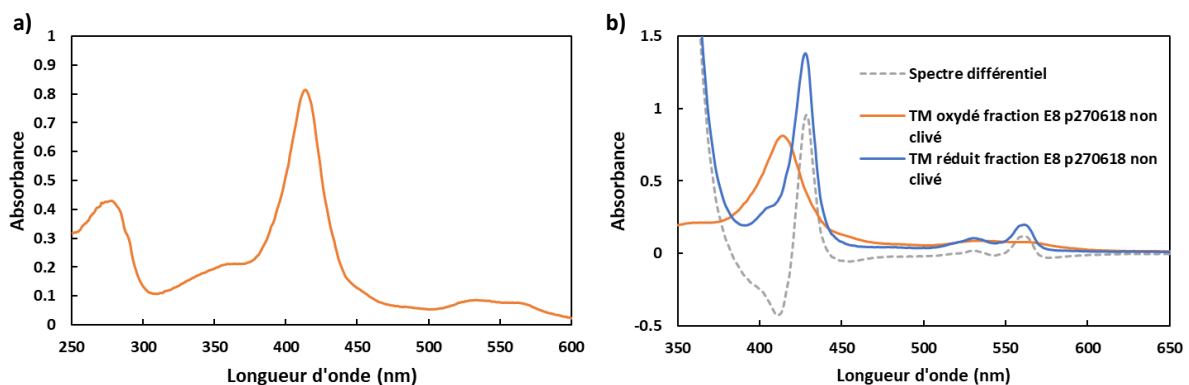 a)
1
0.9
0.8
0.7
0.6
0.5
0.4
0.3
0.2
0.1
0
Absorbance
250 300 350 400 450 500 550 600
Longueur d'onde (nm)
b)
1.5
1
0.5
0
-0.5
Absorbance
Spectre différentiel
TM oxydé fraction E8 p270618 non
clivé
TM réduit fraction E8 p270618 non
clivé
350 400 450 500 550 600 650
Longueur d'onde (nm)